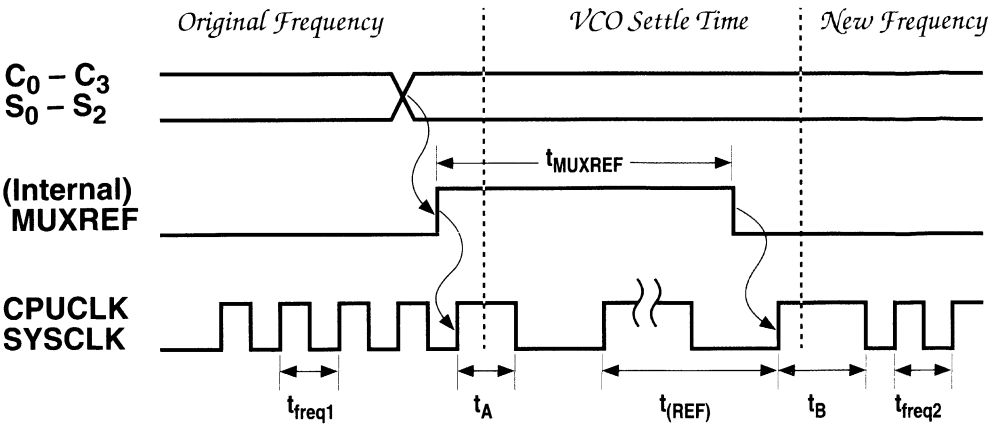 Original Frequency
VCO Settle Time
New Frequency
C0 – C3
S0 – S2
tMUXREF
(Internal)
MUXREF
CPUCLK
SYSCLK
tfreq1
tA
t(REF)
tB
tfreq2